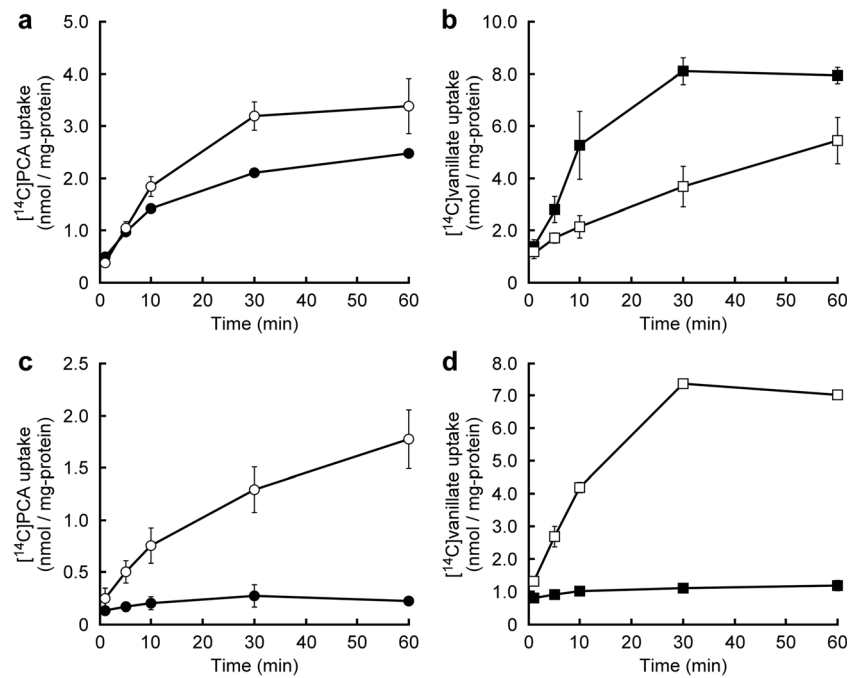 a
5.0
4.0
3.0
2.0
1.0
0
[¹⁴C]PCA uptake
(nmol / mg-protein)
0 10 20 30 40 50 60
Time (min)
b
10.0
8.0
6.0
4.0
2.0
0
[¹⁴C]vanillate uptake
(nmol / mg-protein)
0 10 20 30 40 50 60
Time (min)
c
2.5
2.0
1.5
1.0
0.5
0
[¹⁴C]PCA uptake
(nmol / mg-protein)
0 10 20 30 40 50 60
Time (min)
d
8.0
7.0
6.0
5.0
4.0
3.0
2.0
1.0
0
[¹⁴C]vanillate uptake
(nmol / mg-protein)
0 10 20 30 40 50 60
Time (min)